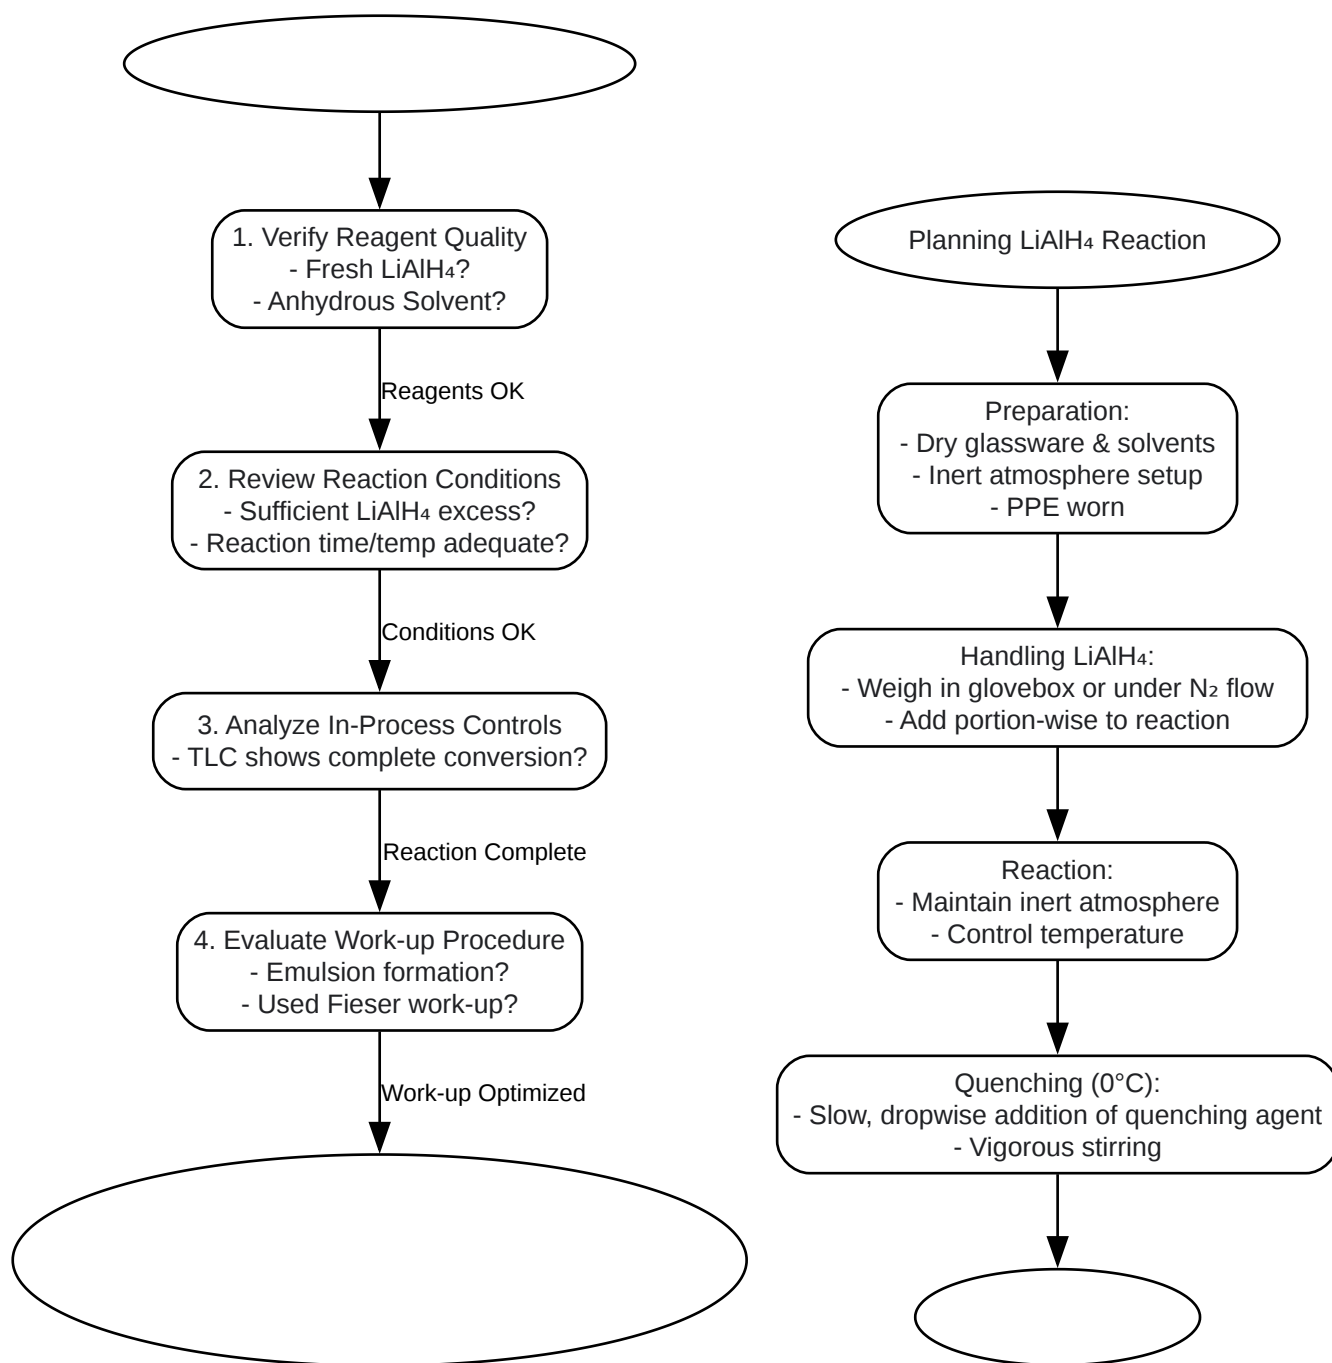 1. Verify Reagent Quality
- Fresh LiAlH₄?
- Anhydrous Solvent?
Reagents OK
2. Review Reaction Conditions
- Sufficient LiAlH₄ excess?
- Reaction time/temp adequate?
Conditions OK
3. Analyze In-Process Controls
- TLC shows complete conversion?
Reaction Complete
4. Evaluate Work-up Procedure
- Emulsion formation?
- Used Fieser work-up?
Work-up Optimized
Planning LiAlH₄ Reaction
Preparation:
- Dry glassware & solvents
- Inert atmosphere setup
- PPE worn
Handling LiAlH₄:
- Weigh in glovebox or under N₂ flow
- Add portion-wise to reaction
Reaction:
- Maintain inert atmosphere
- Control temperature
Quenching (0°C):
- Slow, dropwise addition of quenching agent
- Vigorous stirring